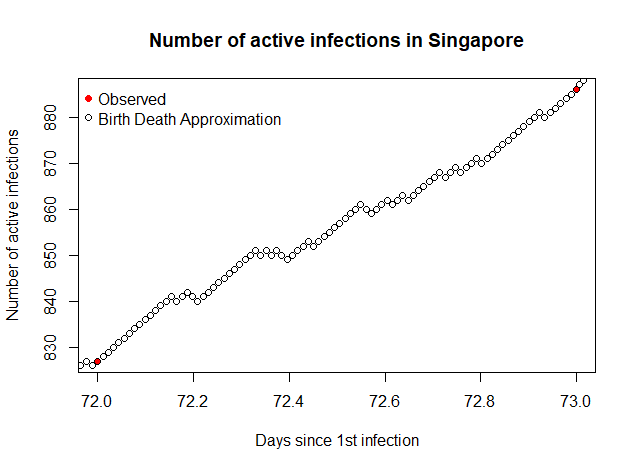 Number of active infections in Singapore
Observed
Birth Death Approximation
Number of active infections
880
870
860
850
840
830
72.0 72.2 72.4 72.6 72.8 73.0
Days since 1st infection